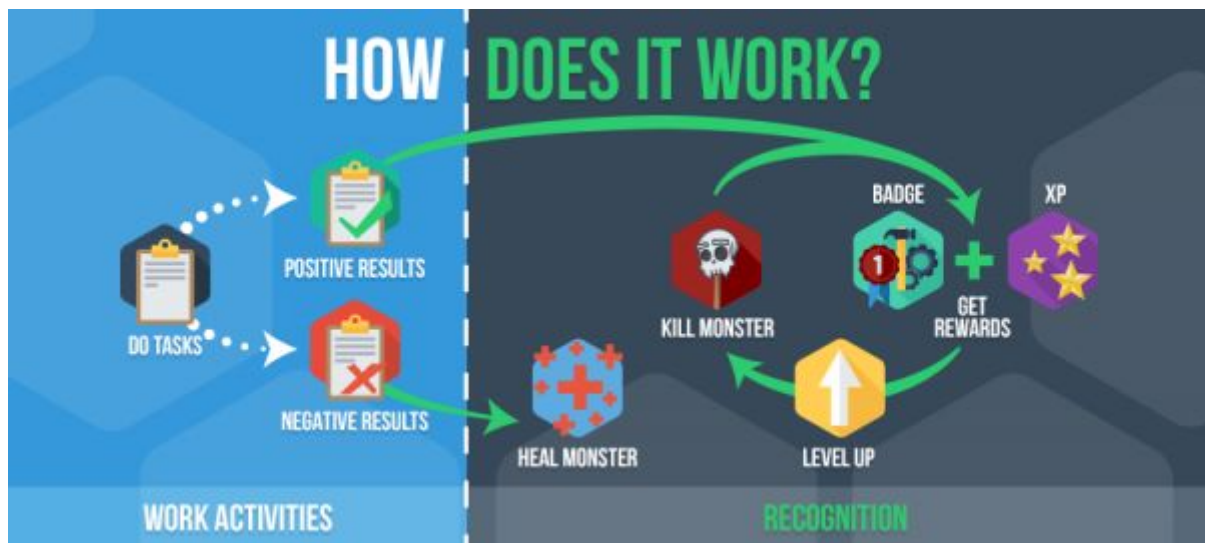 HOW DOES IT WORK?
BADGE
XP
POSITIVE RESULTS
DO TASKS
KILL MONSTER
GET
REWARDS
1
NEGATIVE RESULTS
HEAL MONSTER
LEVEL UP
WORK ACTIVITIES
RECOGNITION